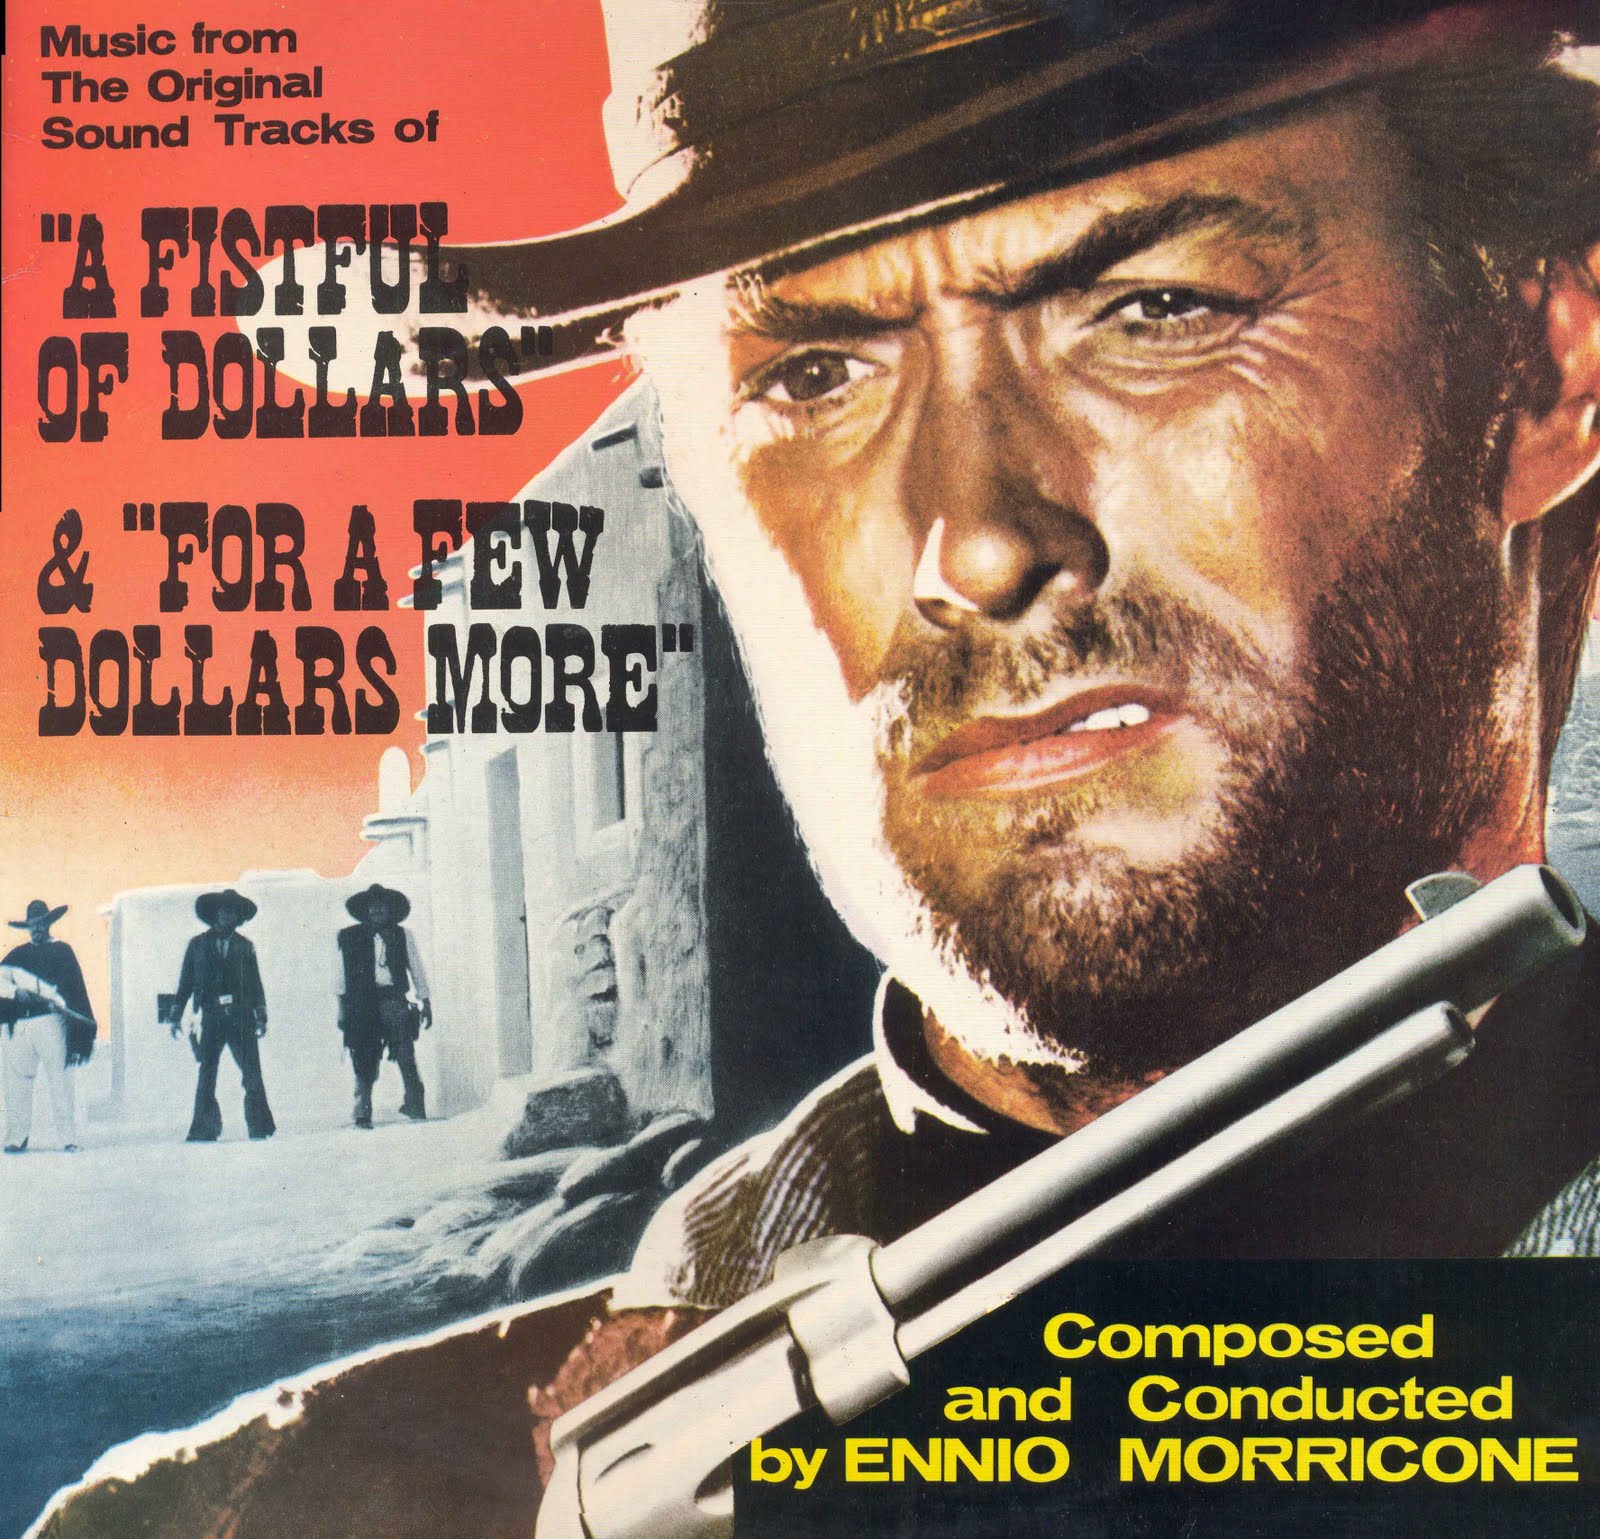 Music from
The Original
Sound Tracks of
"A FISTFUL
OF DOLLARS"
& "FOR A FEW
DOLLARS MORE"
Composed
and Conducted
by ENNIO MORRICONE